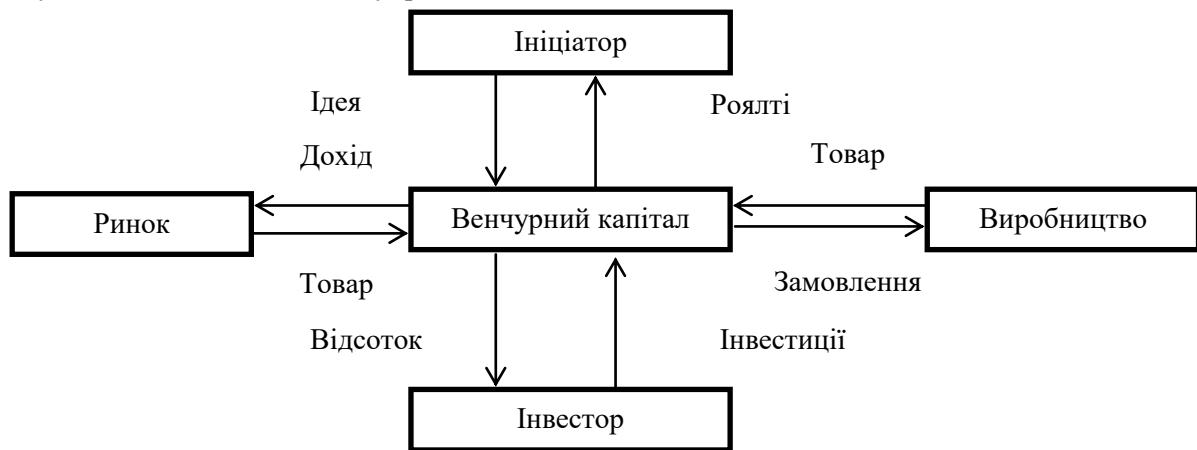 Ініціатор
Ідея
Роялті
Дохід
Товар
Ринок
Венчурний капітал
Виробництво
Товар
Замовлення
Відсоток
Інвестиції
Інвестор